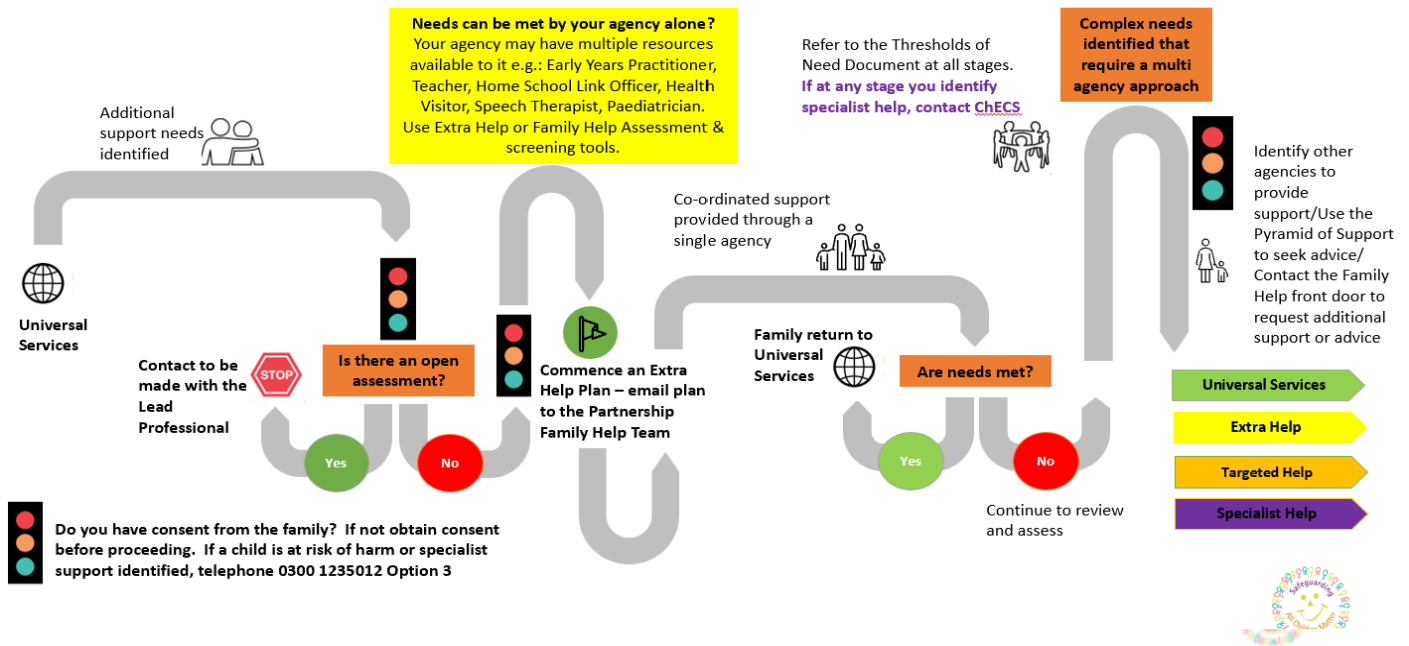 Additional
support needs
identified
Universal
Services
Needs can be met by your agency alone?
Your agency may have multiple resources
available to it e.g.: Early Years Practitioner,
Teacher, Home School Link Officer, Health
Visitor, Speech Therapist, Paediatrician.
Use Extra Help or Family Help Assessment &
screening tools.
Is there an open
assessment?
Contact to be
made with the
Lead
Professional
STOP
Yes
No
Commence an Extra
Help Plan – email plan
to the Partnership
Family Help Team
Co-ordinated support
provided through a
single agency
Refer to the Thresholds of
Need Document at all stages.
If at any stage you identify
specialist help, contact ChECS
Family return to
Universal
Services
Are needs met?
Yes
No
Continue to review
and assess
Complex needs
identified that
require a multi
agency approach
Identify other
agencies to
provide
support/Use the
Pyramid of Support
to seek advice/
Contact the Family
Help front door to
request additional
support or advice
Universal Services
Extra Help
Targeted Help
Specialist Help
Do you have consent from the family? If not obtain consent
before proceeding. If a child is at risk of harm or specialist
support identified, telephone 0300 1235012 Option 3
Safeguarding
All Matter